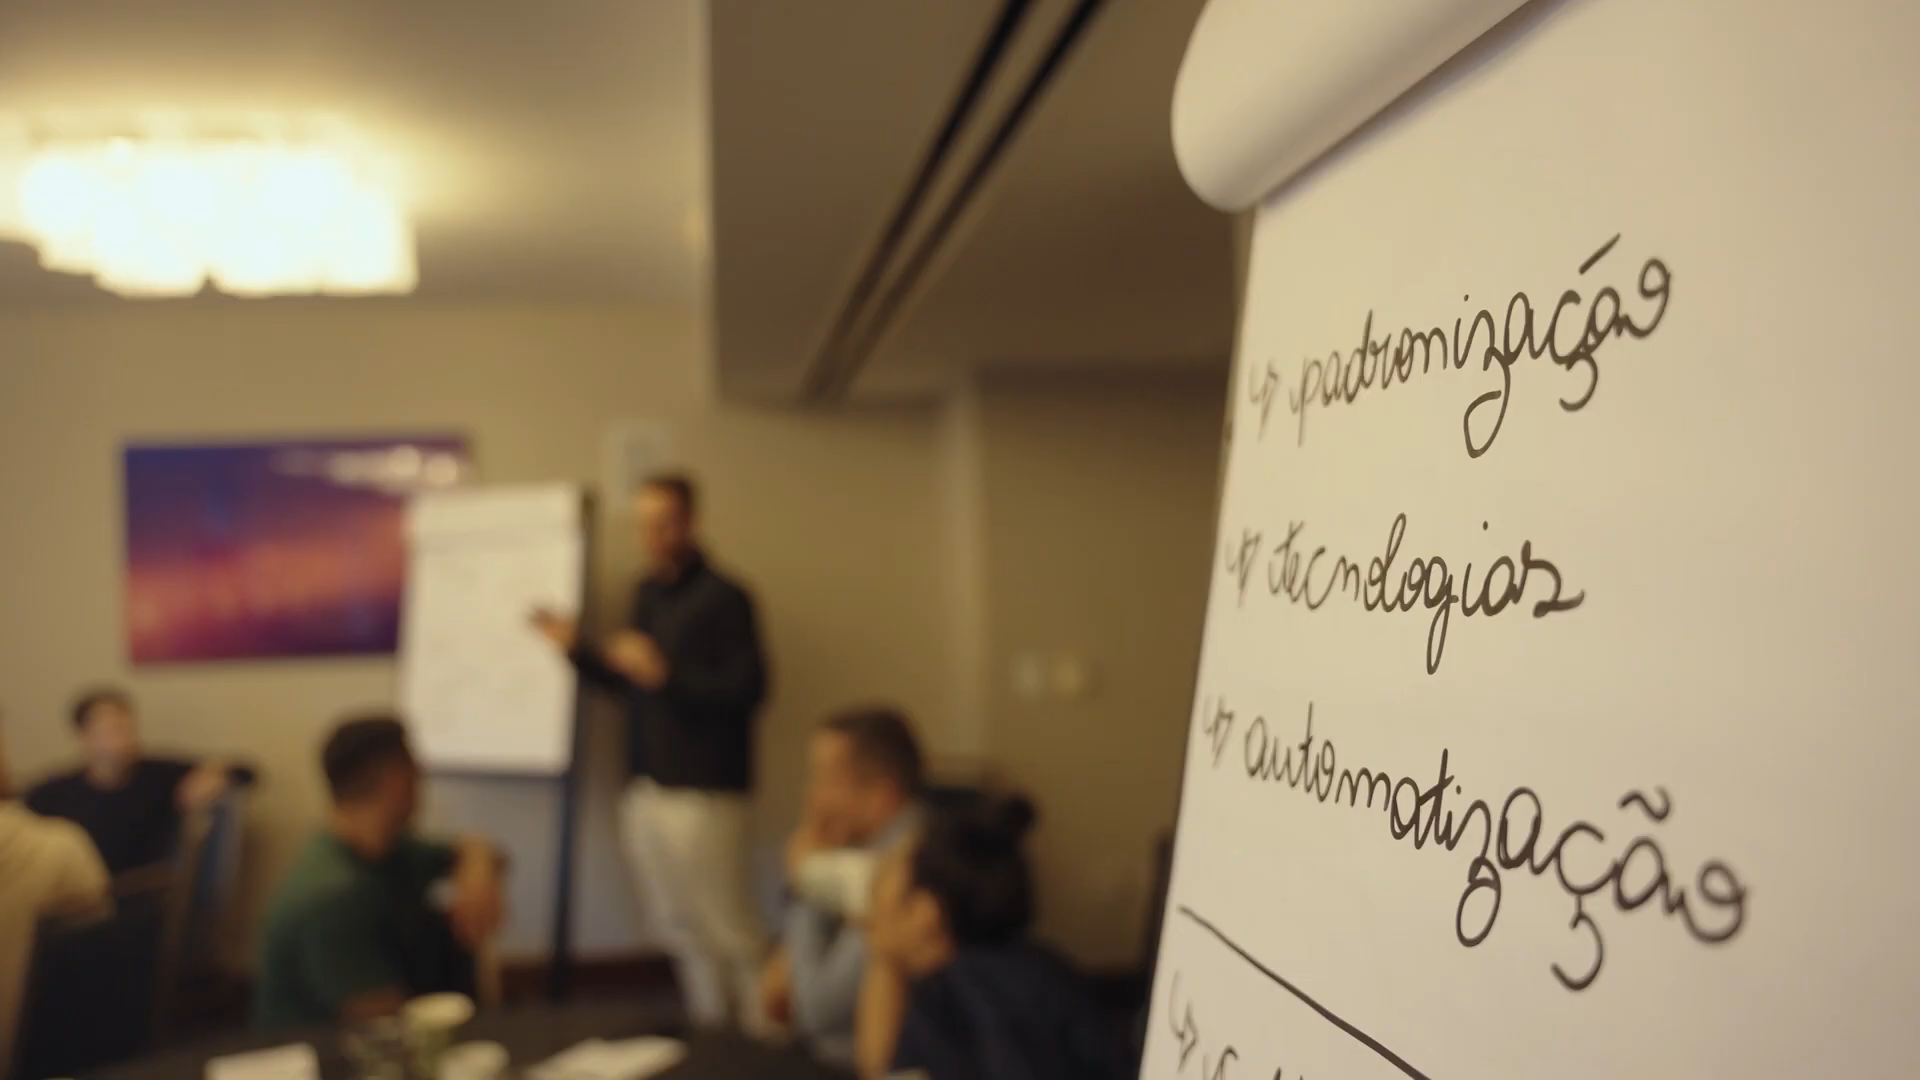 ↳ padronização
↳ tecnologias
↳ automatização